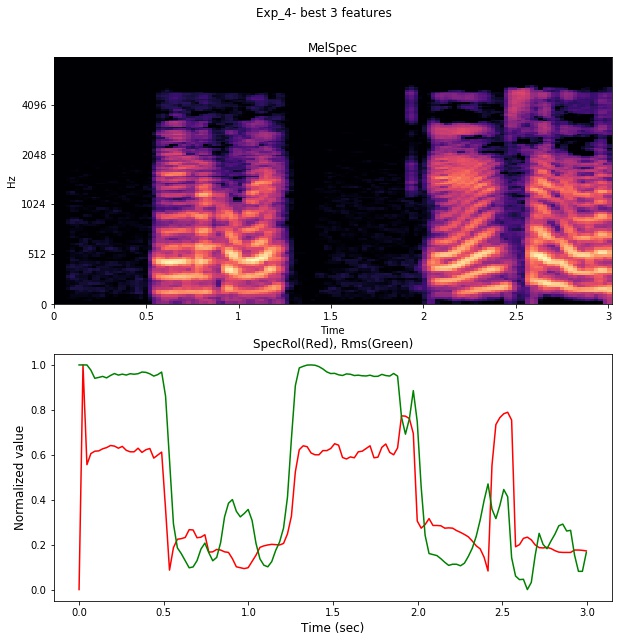 Exp_4- best 3 features
MelSpec
4096
2048
1024
512
0
Hz
0 0.5 1 1.5 2 2.5 3
Time
SpecRol(Red), Rms(Green)
1.0
0.8
0.6
0.4
0.2
0.0
Normalized value
0.0 0.5 1.0 1.5 2.0 2.5 3.0
Time (sec)